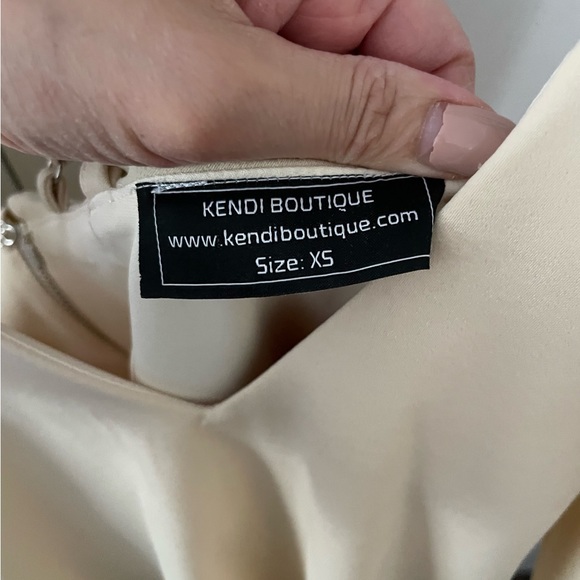 KENDI BOUTIQUE
www.kendiboutique.com
Size: XS